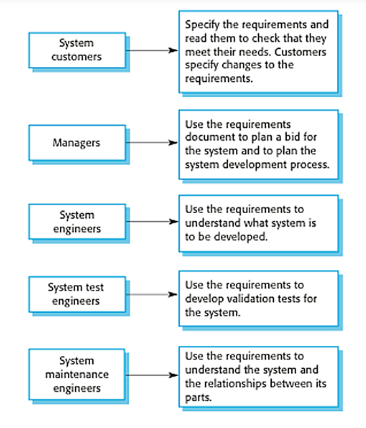 System
customers
Specify the requirements and
read them to check that they
meet their needs. Customers
specify changes to the
requirements.
Managers
Use the requirements
document to plan a bid for
the system and to plan the
system development process.
System
engineers
Use the requirements to
understand what system is
to be developed.
System test
engineers
Use the requirements to
develop validation tests for
the system.
System
maintenance
engineers
Use the requirements to
understand the system and
the relationships between its
parts.